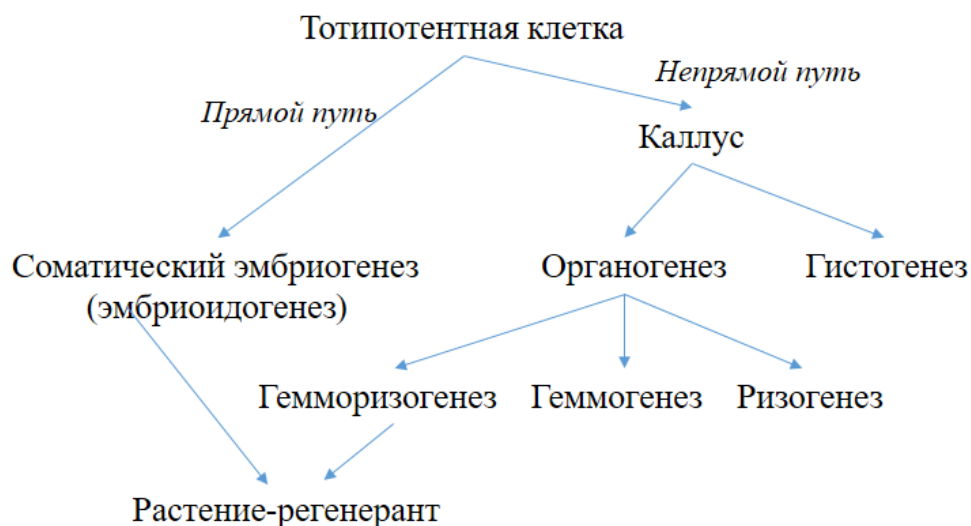 Тотипотентная клетка
Непрямой путь
Прямой путь
Каллус
Соматический эмбриогенез
(эмбриоидогенез)
Органогенез
Гистогенез
Гемморизогенез
Геммогенез
Ризогенез
Растение-регенерант